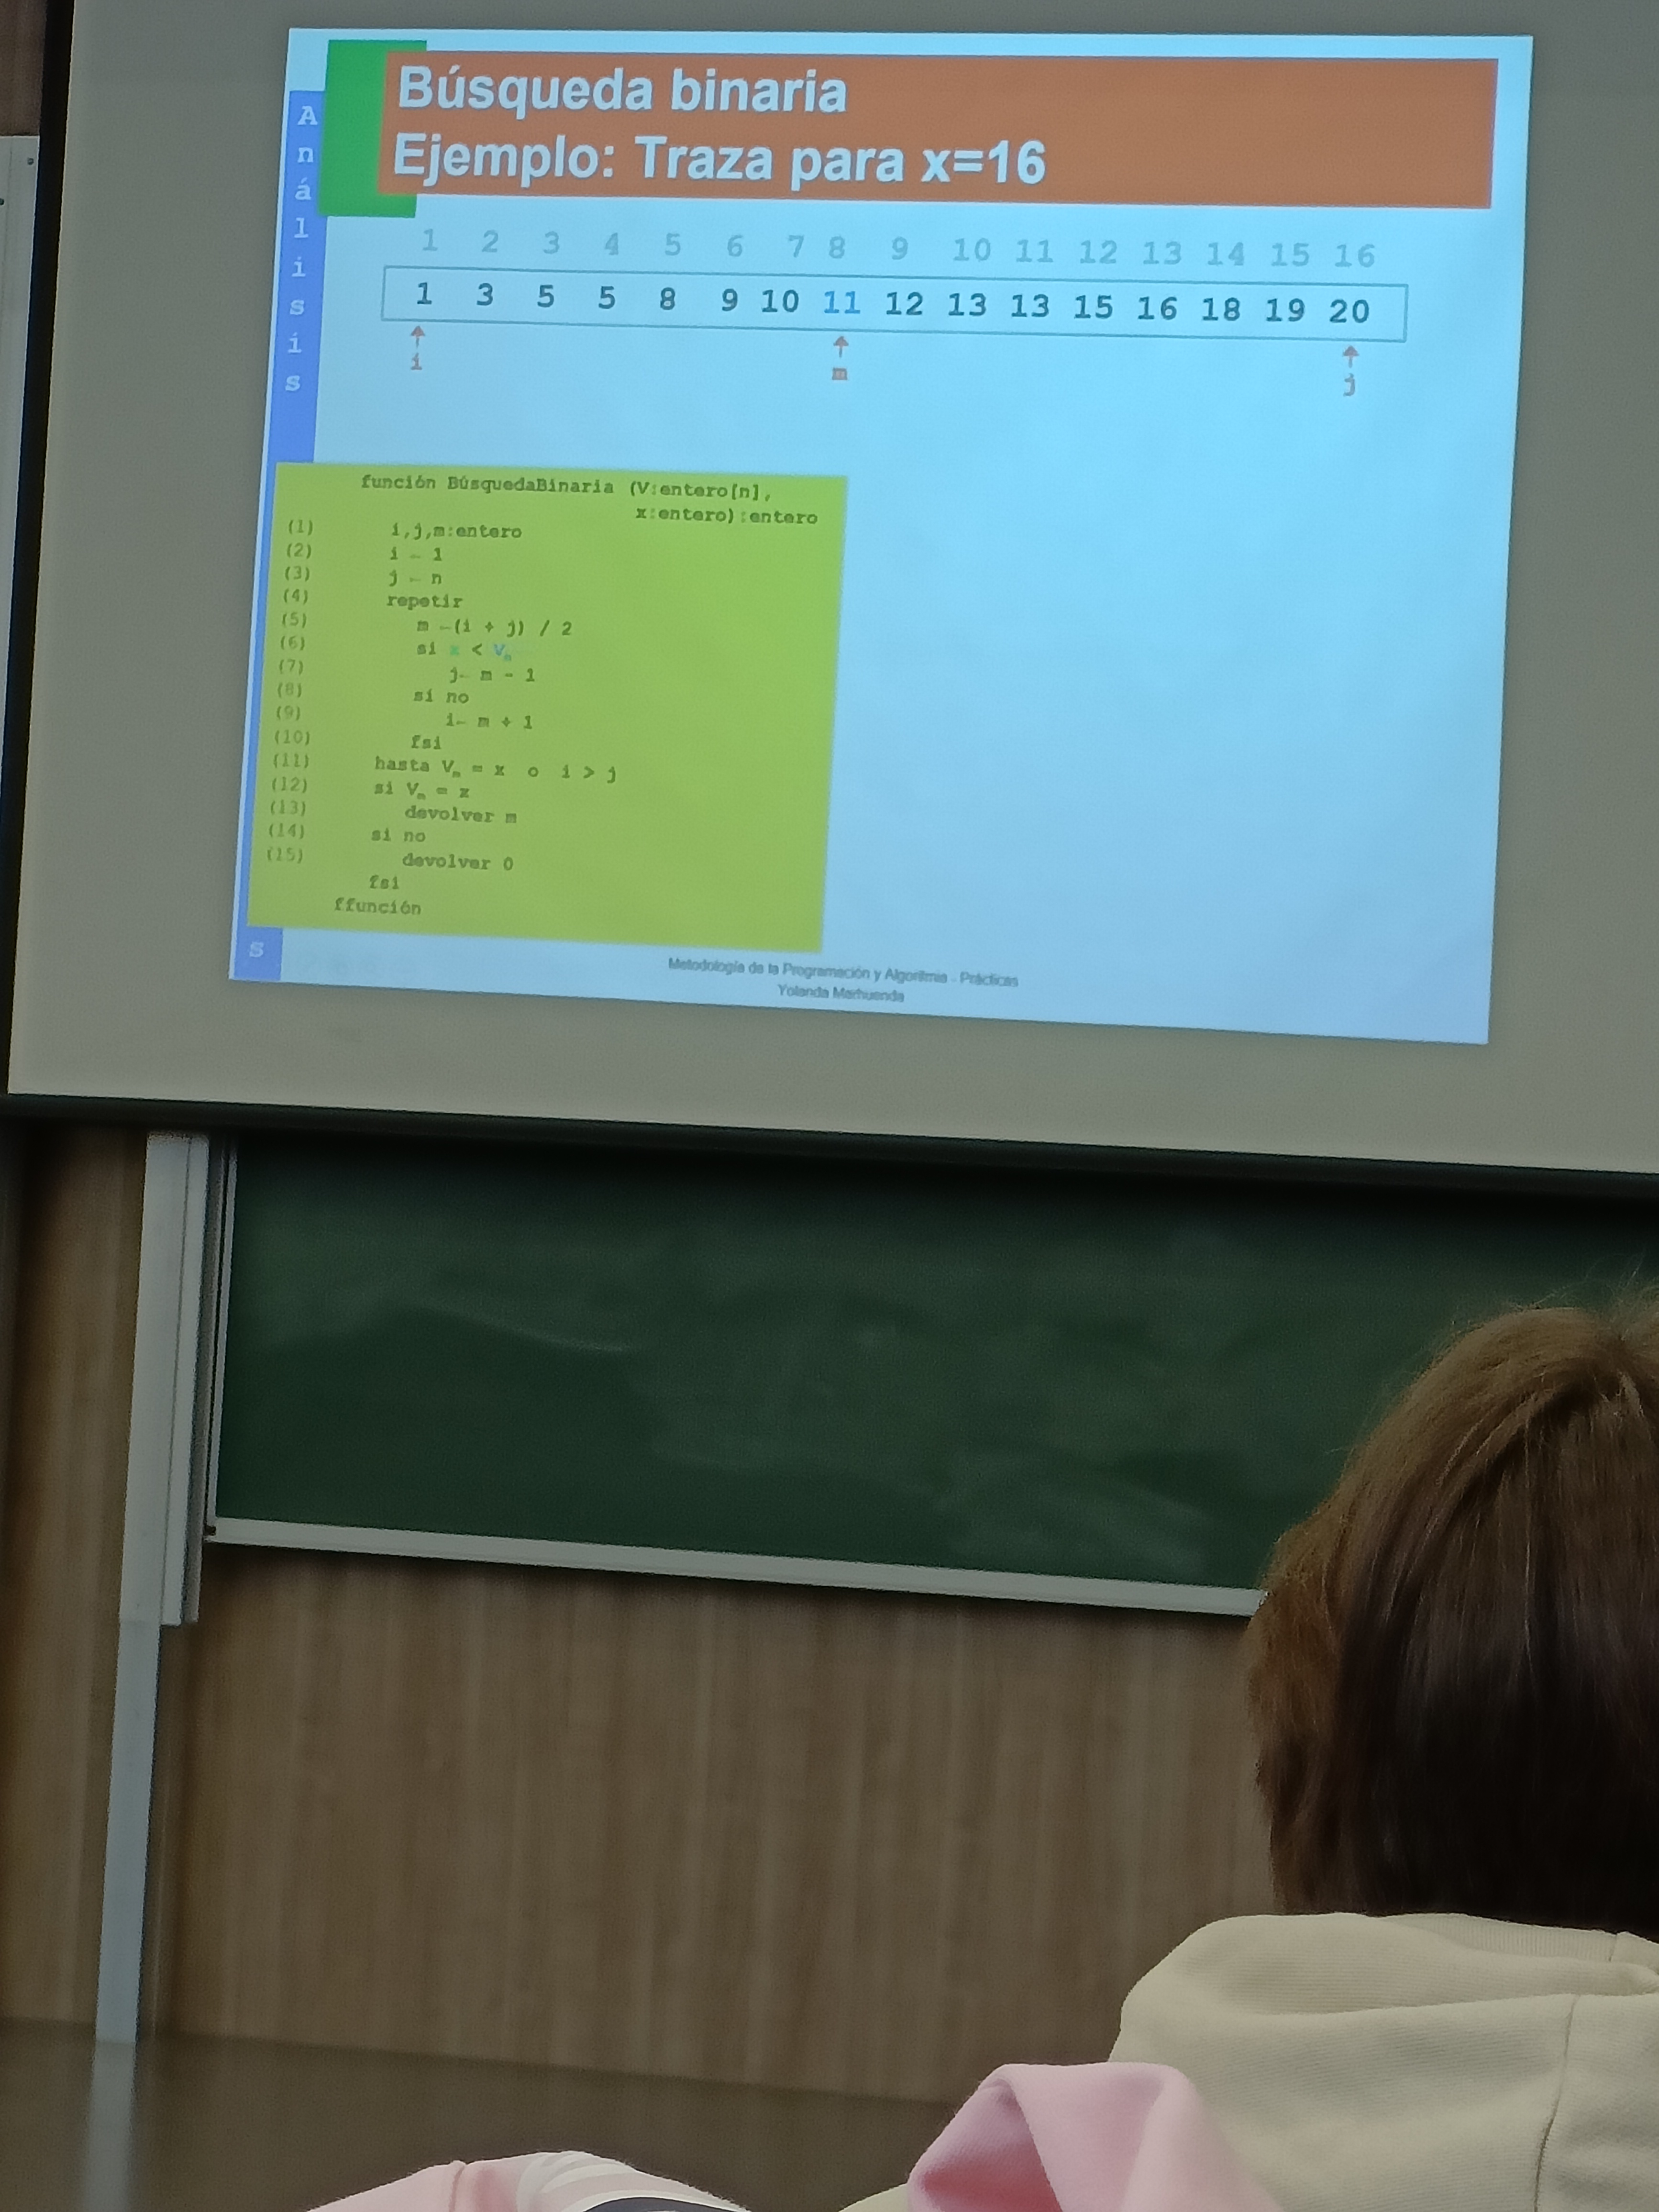 Búsqueda binaria
Ejemplo: Traza para x=16
Análisis
1 2 3 4 5 6 7 8 9 10 11 12 13 14 15 16
1 3 5 5 8 9 10 11 12 13 13 15 16 18 19 20
i m j
función BúsquedaBinaria (V:entero[n],
x:entero):entero
(1) i,j,m:entero
(2) i ← 1
(3) j ← n
(4) repetir
(5) m ←(i + j) / 2
(6) si x < Vm
(7) j← m - 1
(8) si no
(9) i← m + 1
(10) fsi
(11) hasta Vm = x o i > j
(12) si Vm = x
(13) devolver m
(14) si no
(15) devolver 0
fsi
ffunción
s
Metodología de la Programación y Algoritmia - Prácticas
Yolanda Marhuenda